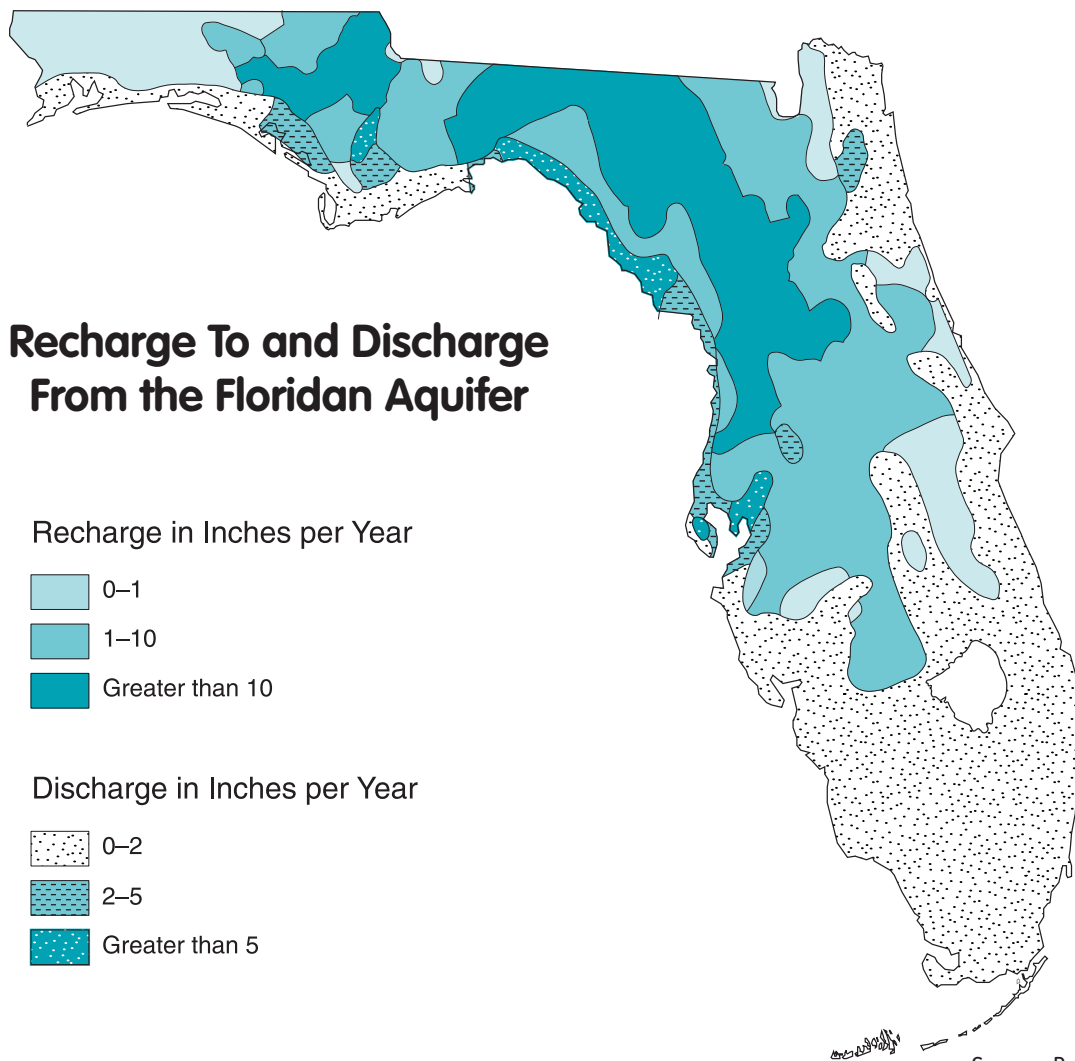 Recharge To and Discharge
From the Floridan Aquifer
Recharge in Inches per Year
0–1
1–10
Greater than 10
Discharge in Inches per Year
0–2
2–5
Greater than 5